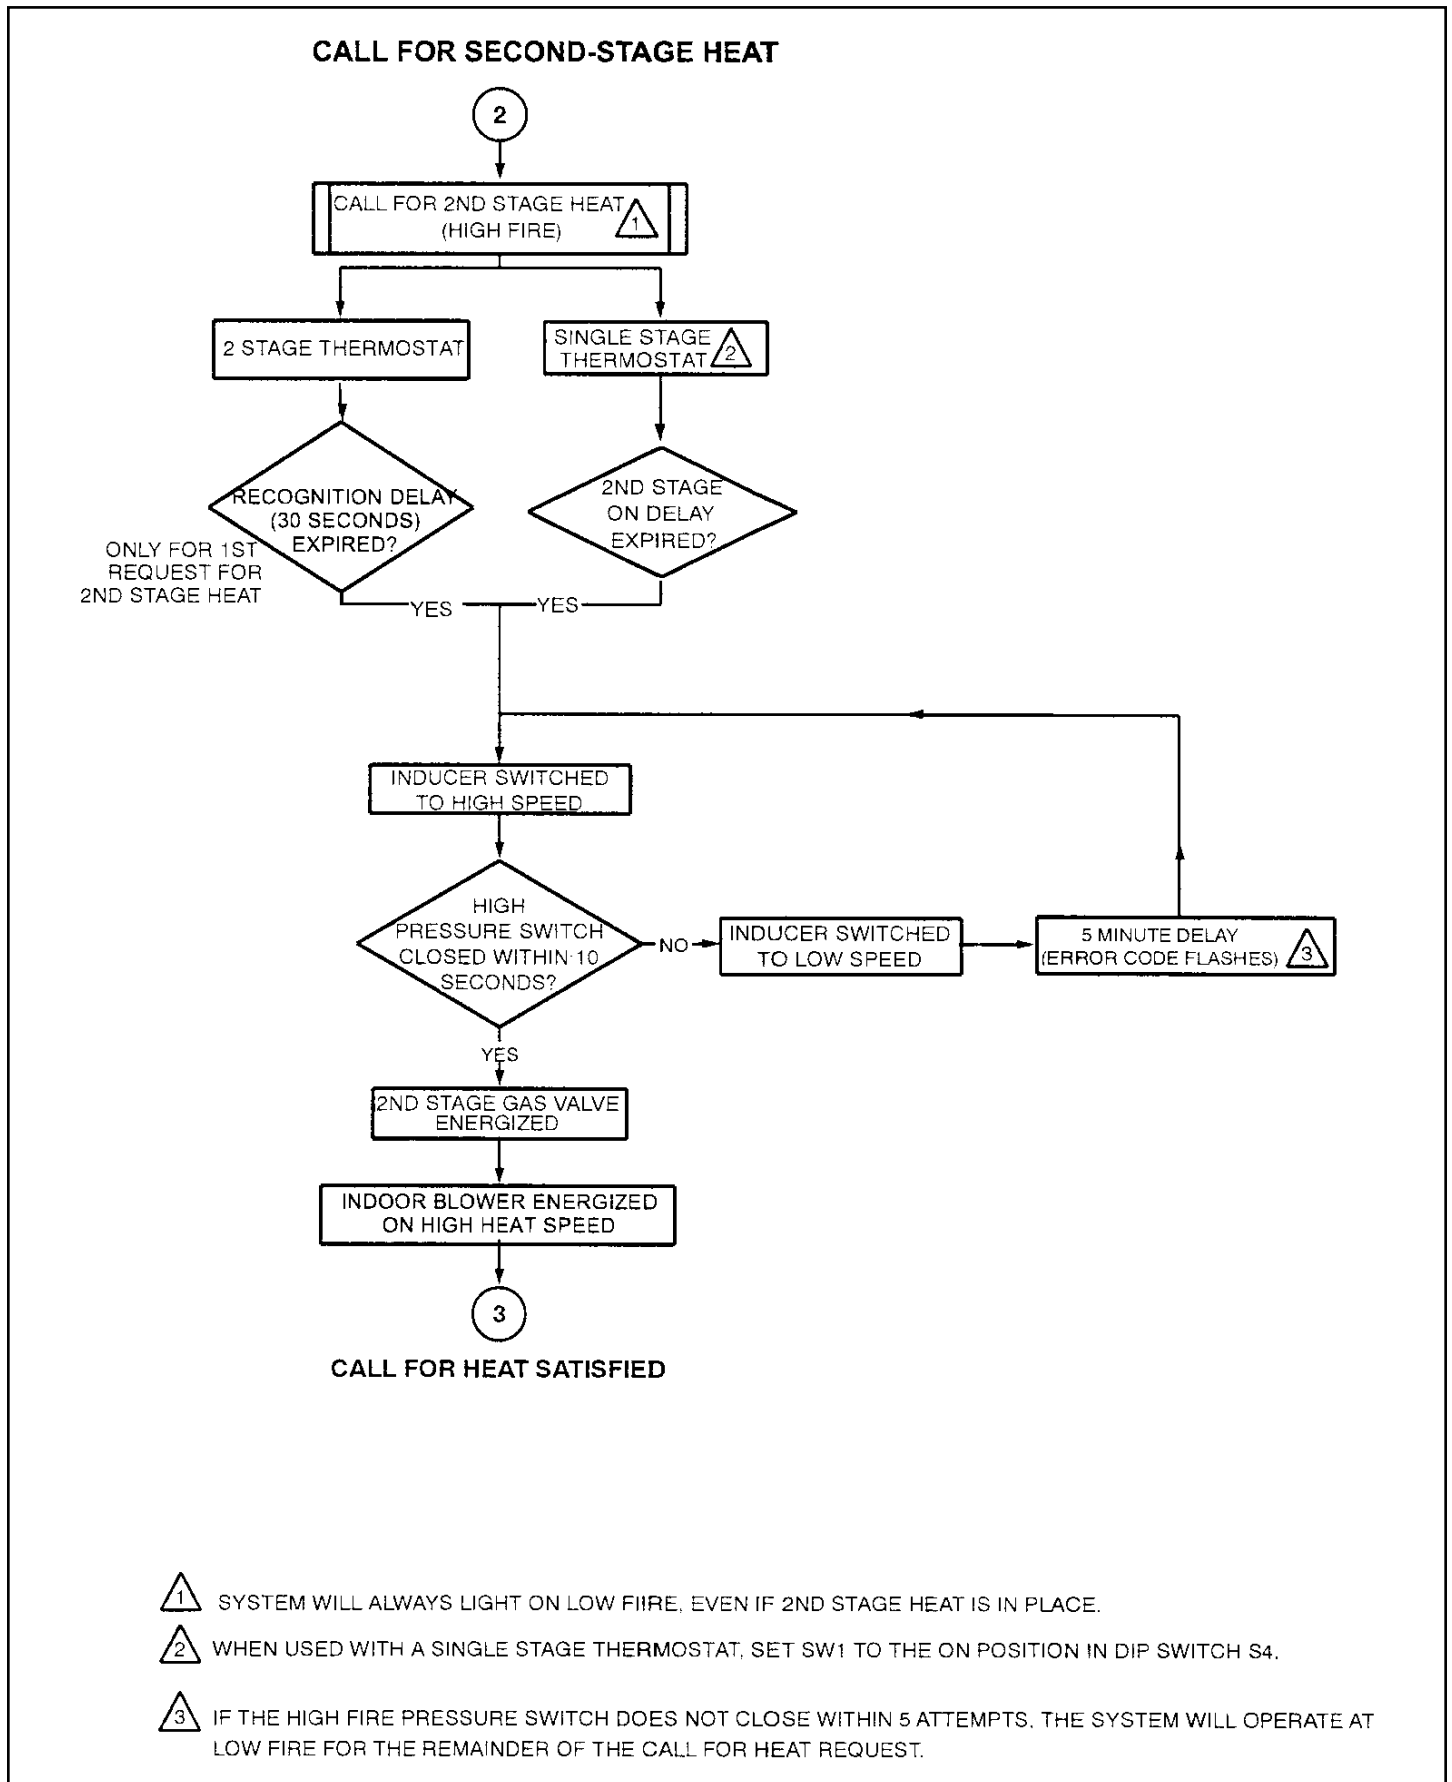 CALL FOR SECOND-STAGE HEAT
2
CALL FOR 2ND STAGE HEAT
(HIGH FIRE)
1
2 STAGE THERMOSTAT
SINGLE STAGE
THERMOSTAT
2
RECOGNITION DELAY
(30 SECONDS)
EXPIRED?
ONLY FOR 1ST
REQUEST FOR
2ND STAGE HEAT
2ND STAGE
ON DELAY
EXPIRED?
YES
YES
INDUCER SWITCHED
TO HIGH SPEED
HIGH
PRESSURE SWITCH
CLOSED WITHIN 10
SECONDS?
NO
INDUCER SWITCHED
TO LOW SPEED
5 MINUTE DELAY
(ERROR CODE FLASHES)
3
YES
2ND STAGE GAS VALVE
ENERGIZED
INDOOR BLOWER ENERGIZED
ON HIGH HEAT SPEED
3
CALL FOR HEAT SATISFIED
1 SYSTEM WILL ALWAYS LIGHT ON LOW FIIRE, EVEN IF 2ND STAGE HEAT IS IN PLACE.
2 WHEN USED WITH A SINGLE STAGE THERMOSTAT, SET SW1 TO THE ON POSITION IN DIP SWITCH S4.
3 IF THE HIGH FIRE PRESSURE SWITCH DOES NOT CLOSE WITHIN 5 ATTEMPTS. THE SYSTEM WILL OPERATE AT
LOW FIRE FOR THE REMAINDER OF THE CALL FOR HEAT REQUEST.